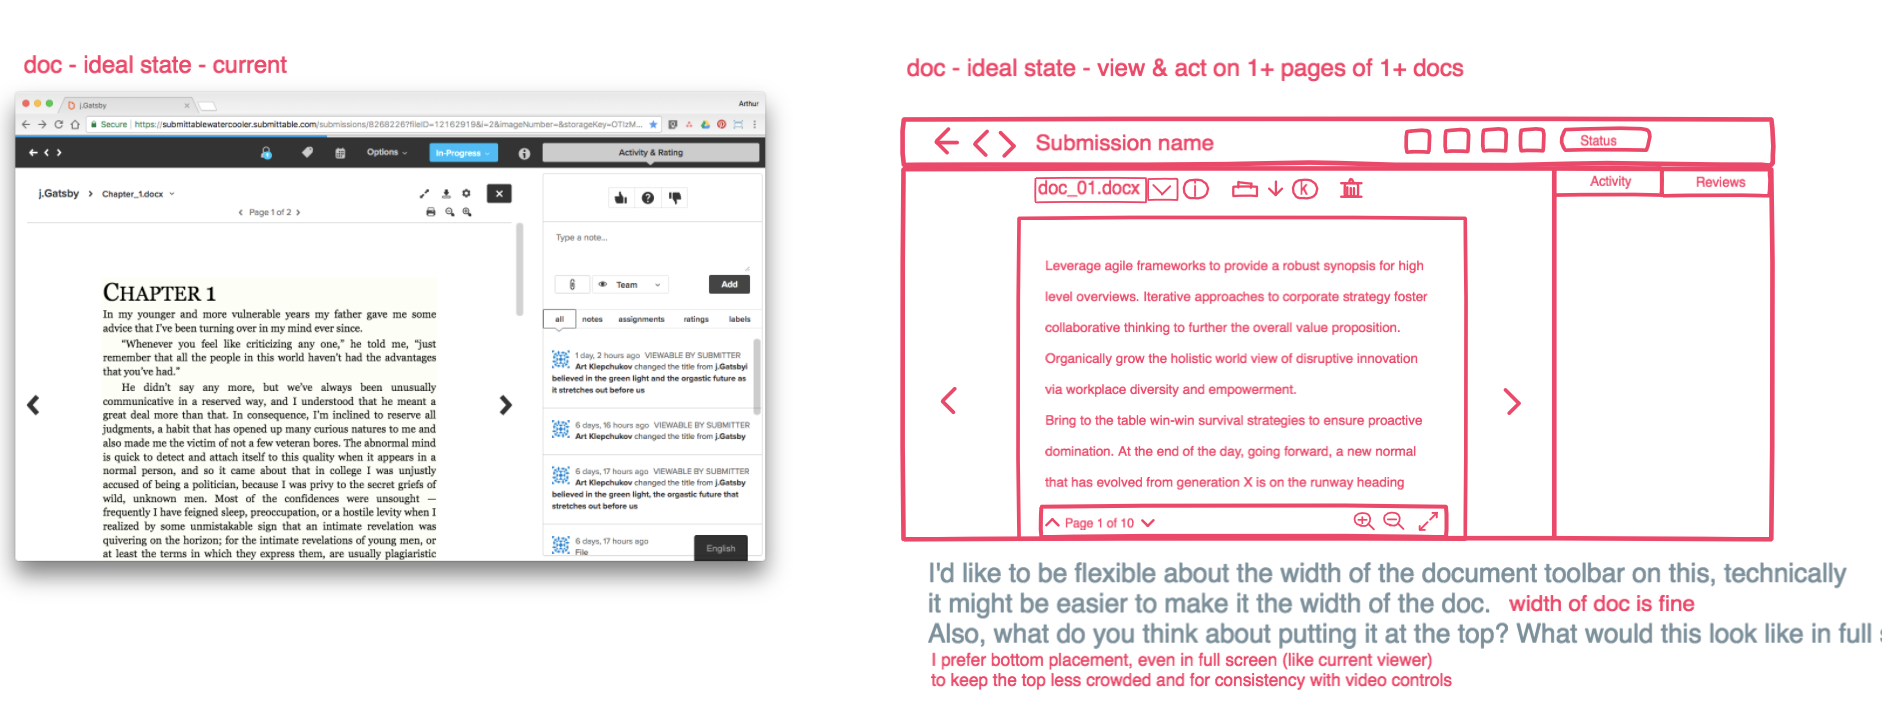 doc - ideal state - current
j.Gatsby
Arthur
Secure | https://submittablewatercooler.submittable.com/submissions/8268226?fileID=12162919&i=2&imageNumber=&storageKey=OTIzM...
Options
In-Progress
Activity & Rating
j.Gatsby > Chapter_1.docx
Page 1 of 2
CHAPTER 1
In my younger and more vulnerable years my father gave me some
advice that I've been turning over in my mind ever since.
"Whenever you feel like criticizing any one," he told me, "just
remember that all the people in this world haven't had the advantages
that you've had."
He didn't say any more, but we've always been unusually
communicative in a reserved way, and I understood that he meant a
great deal more than that. In consequence, I'm inclined to reserve all
judgments, a habit that has opened up many curious natures to me and
also made me the victim of not a few veteran bores. The abnormal mind
is quick to detect and attach itself to this quality when it appears in a
normal person, and so it came about that in college I was unjustly
accused of being a politician, because I was privy to the secret griefs of
wild, unknown men. Most of the confidences were unsought —
frequently I have feigned sleep, preoccupation, or a hostile levity when I
realized by some unmistakable sign that an intimate revelation was
quivering on the horizon; for the intimate revelations of young men, or
at least the terms in which they express them, are usually plagiaristic
Type a note...
Team
Add
all notes assignments ratings labels
1 day, 2 hours ago VIEWABLE BY SUBMITTER
Art Klepchukov changed the title from j.Gatsbyi
believed in the green light and the orgastic future as
it stretches out before us
6 days, 16 hours ago VIEWABLE BY SUBMITTER
Art Klepchukov changed the title from j.Gatsby
6 days, 17 hours ago VIEWABLE BY SUBMITTER
Art Klepchukov changed the title from j.Gatsby
believed in the green light, the orgastic future that
stretches out before us
6 days, 17 hours ago
File
English
doc - ideal state - view & act on 1+ pages of 1+ docs
Submission name
Status
doc_01.docx
i
k
Activity
Reviews
Leverage agile frameworks to provide a robust synopsis for high
level overviews. Iterative approaches to corporate strategy foster
collaborative thinking to further the overall value proposition.
Organically grow the holistic world view of disruptive innovation
via workplace diversity and empowerment.
Bring to the table win-win survival strategies to ensure proactive
domination. At the end of the day, going forward, a new normal
that has evolved from generation X is on the runway heading
Page 1 of 10
I'd like to be flexible about the width of the document toolbar on this, technically
it might be easier to make it the width of the doc. width of doc is fine
Also, what do you think about putting it at the top? What would this look like in full
I prefer bottom placement, even in full screen (like current viewer)
to keep the top less crowded and for consistency with video controls